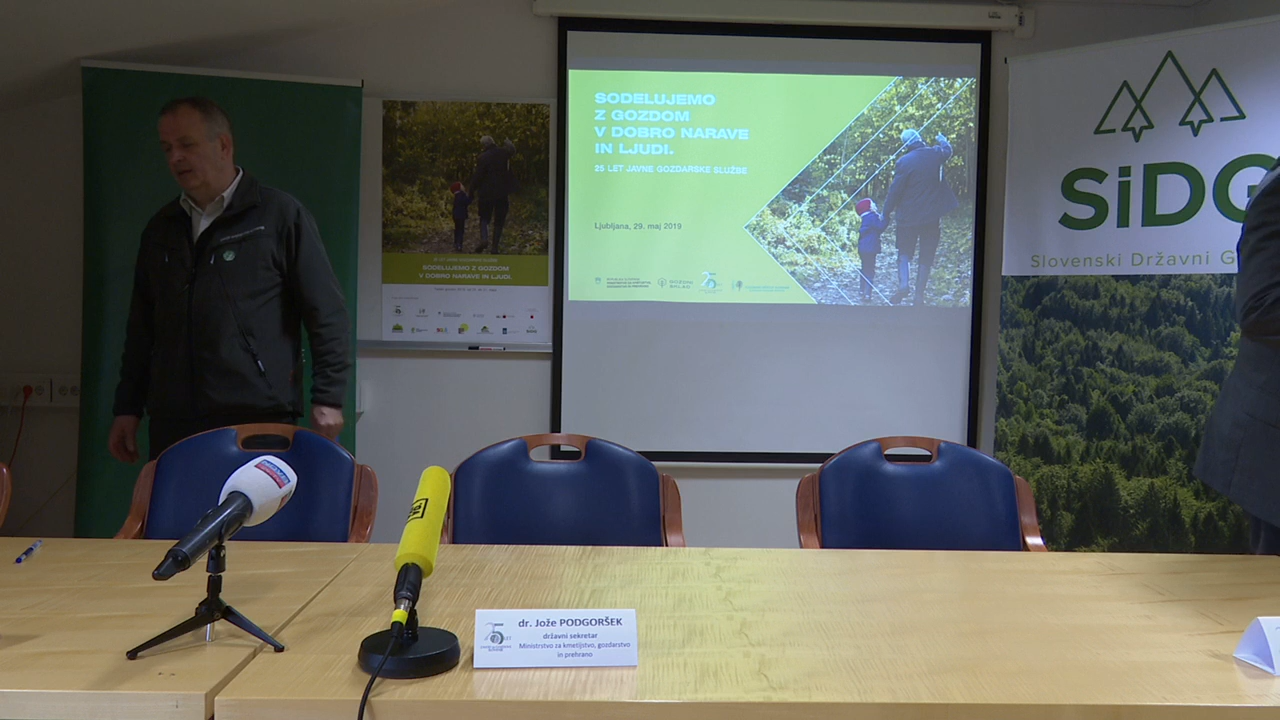 SODELUJEMO
Z GOZDOM
V DOBRO NARAVE
IN LJUDI.
25 LET JAVNE GOZDARSKE SLUŽBE
Ljubljana, 29. maj 2019
SODELUJEMO Z GOZDOM
V DOBRO NARAVE IN LJUDI.
SiDG
Slovenski Državni G
dr. Jože PODGORŠEK
državni sekretar
Ministrstvo za kmetijstvo, gozdarstvo
in prehrano